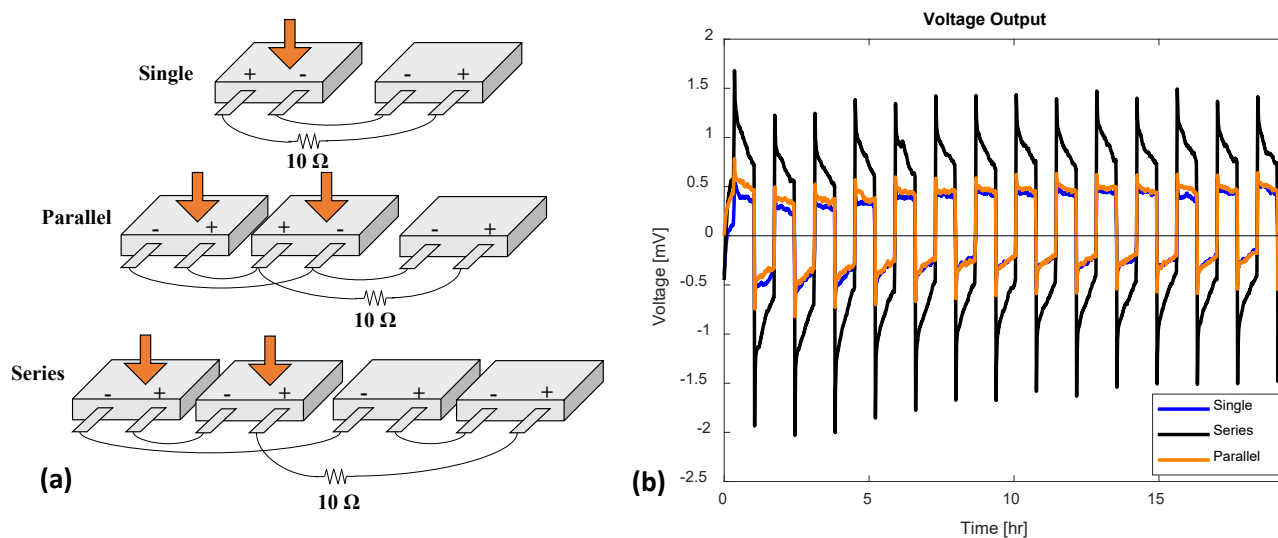 Single
+ - - +
10 Ω
Parallel
- + + - - +
10 Ω
Series
- + - + - + - +
10 Ω
(a)
Voltage Output
2
1.5
1
0.5
0
-0.5
-1
-1.5
-2
-2.5
Voltage [mV]
0 5 10 15
Time [hr]
Single
Series
Parallel
(b)